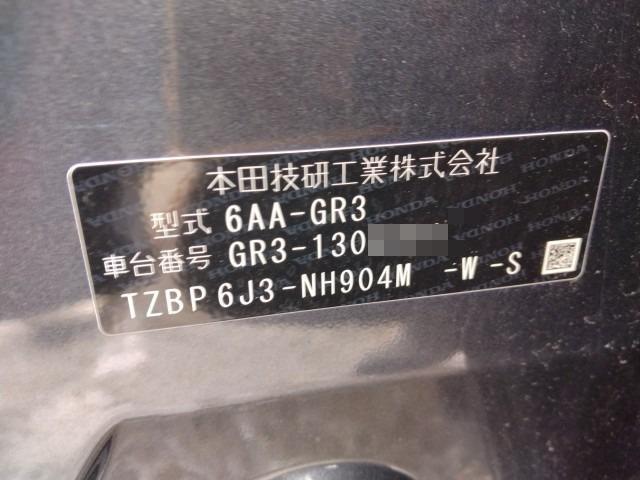 本田技研工業株式会社
型式 6AA-GR3
車台番号 GR3-130
TZBP 6J3-NH904M -W -S